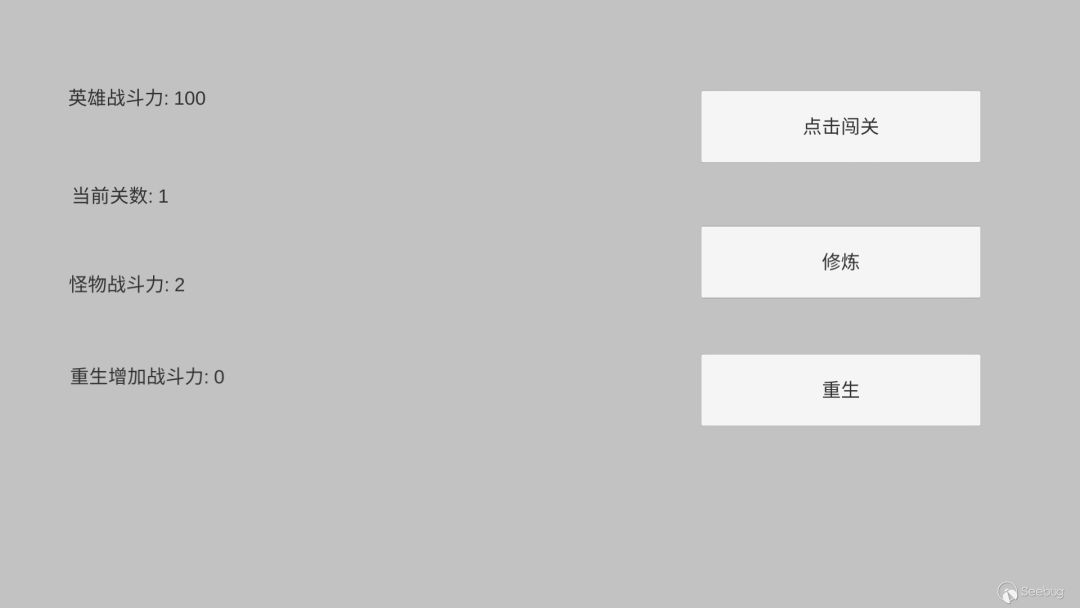 英雄战斗力: 100
点击闯关
当前关数: 1
修炼
怪物战斗力: 2
重生增加战斗力: 0
重生
Seebug